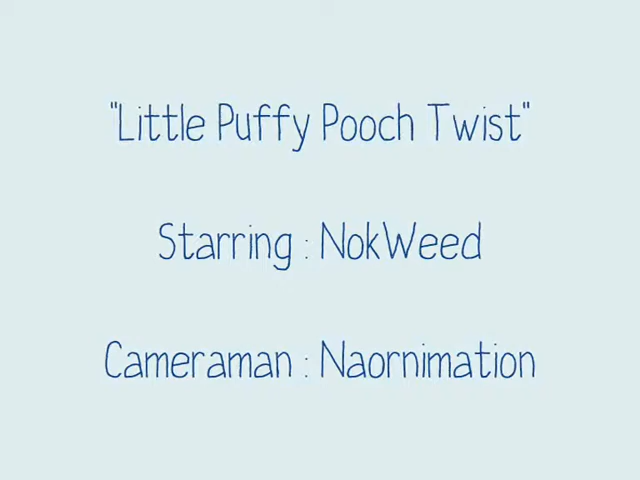 "Little Puffy Pooch Twist"
Starring : NokWeed
Cameraman : Naornimation